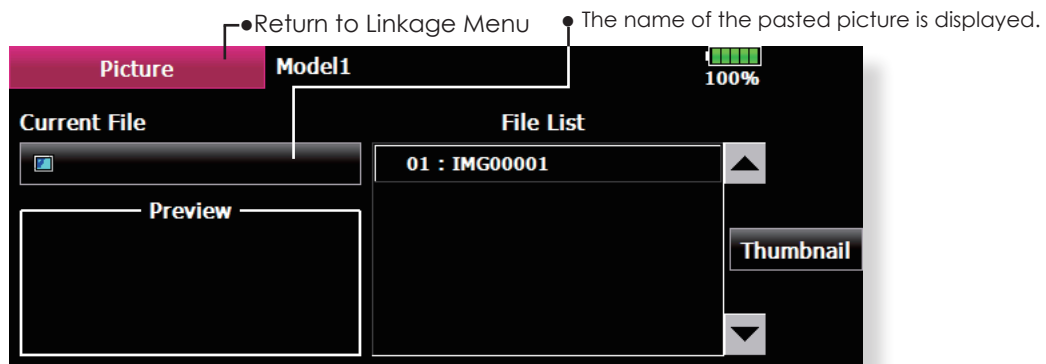 ●Return to Linkage Menu
● The name of the pasted picture is displayed.
Picture
Model1
100%
Current File
File List
01 : IMG00001
Preview
Thumbnail